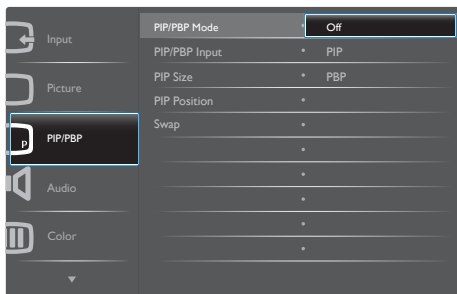 Input
Picture
PIP/PBP
Audio
Color
PIP/PBP Mode
PIP/PBP Input
PIP Size
PIP Position
Swap
Off
PIP
PBP
P